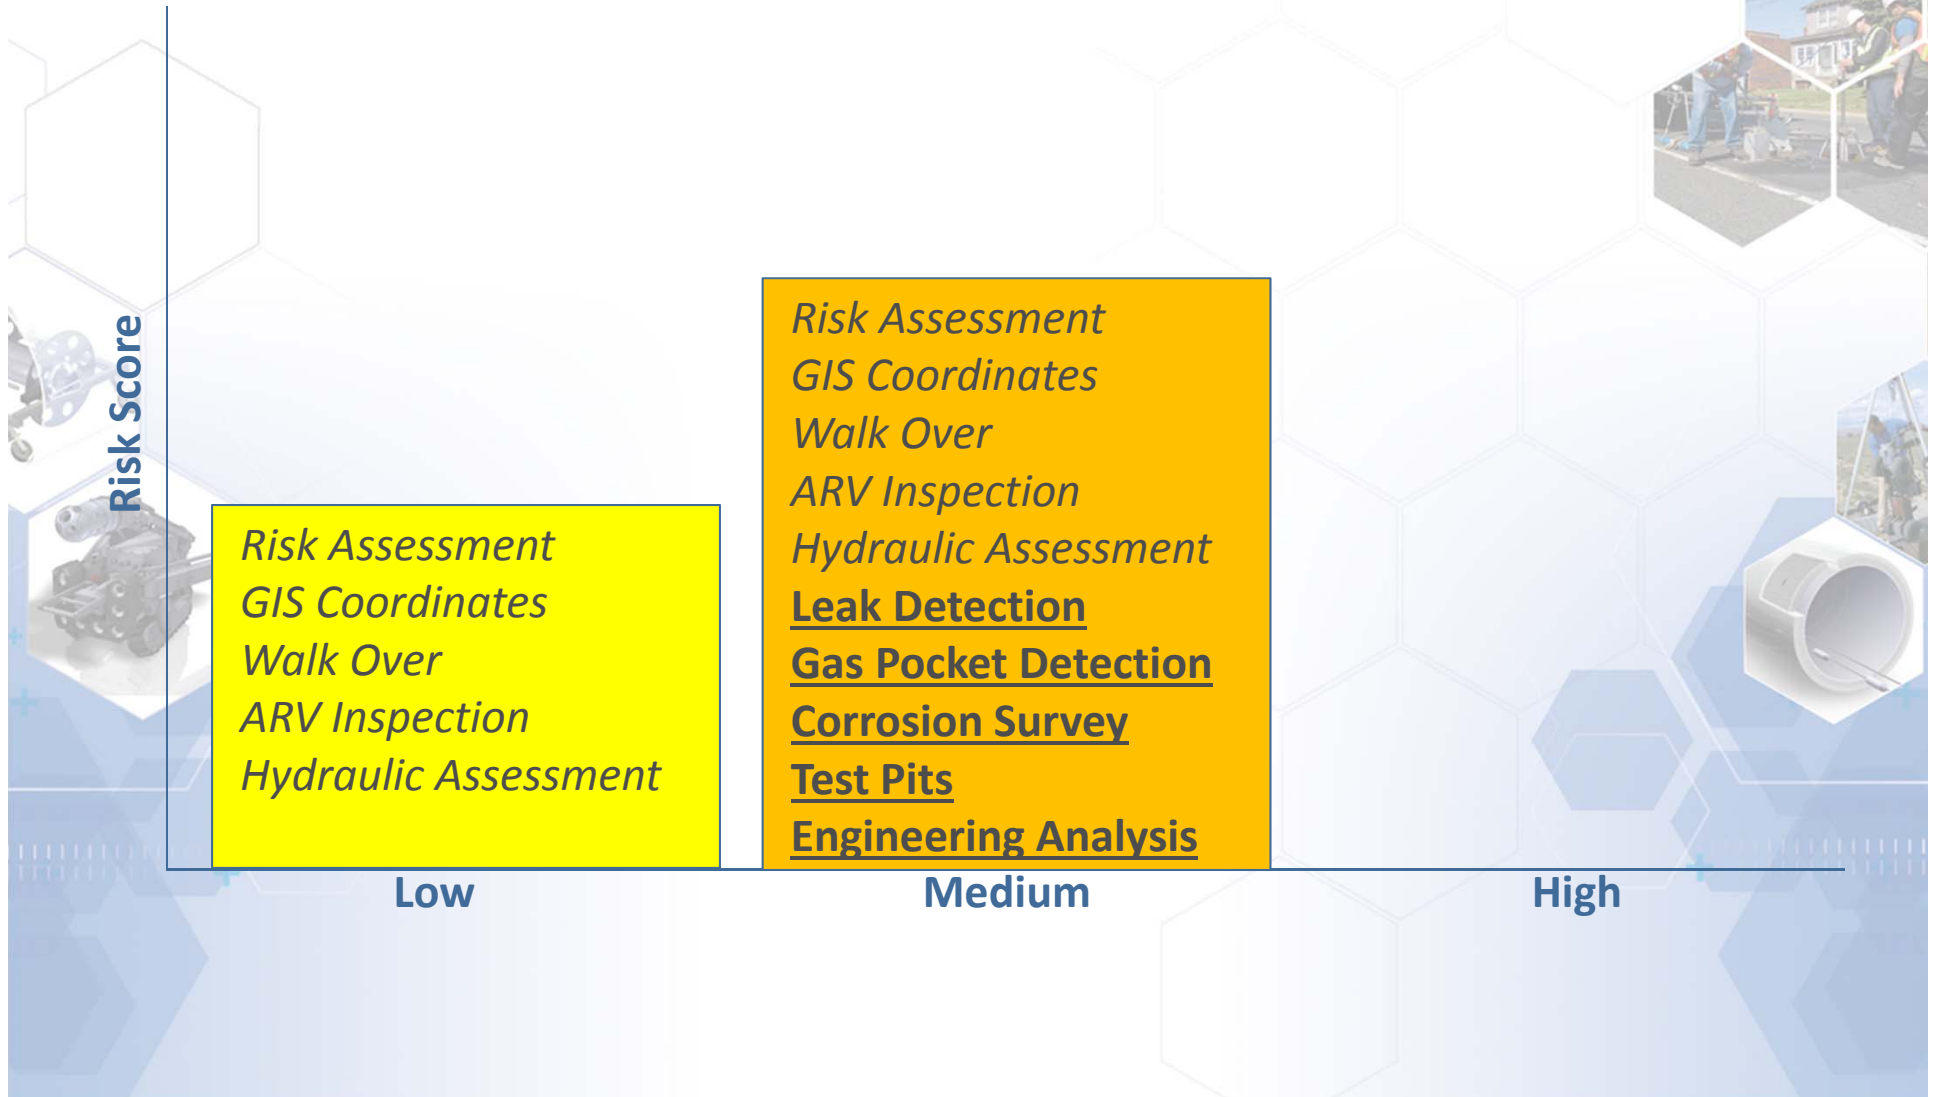 Risk Score
Risk Assessment
GIS Coordinates
Walk Over
ARV Inspection
Hydraulic Assessment
Risk Assessment
GIS Coordinates
Walk Over
ARV Inspection
Hydraulic Assessment
Leak Detection
Gas Pocket Detection
Corrosion Survey
Test Pits
Engineering Analysis
Low
Medium
High